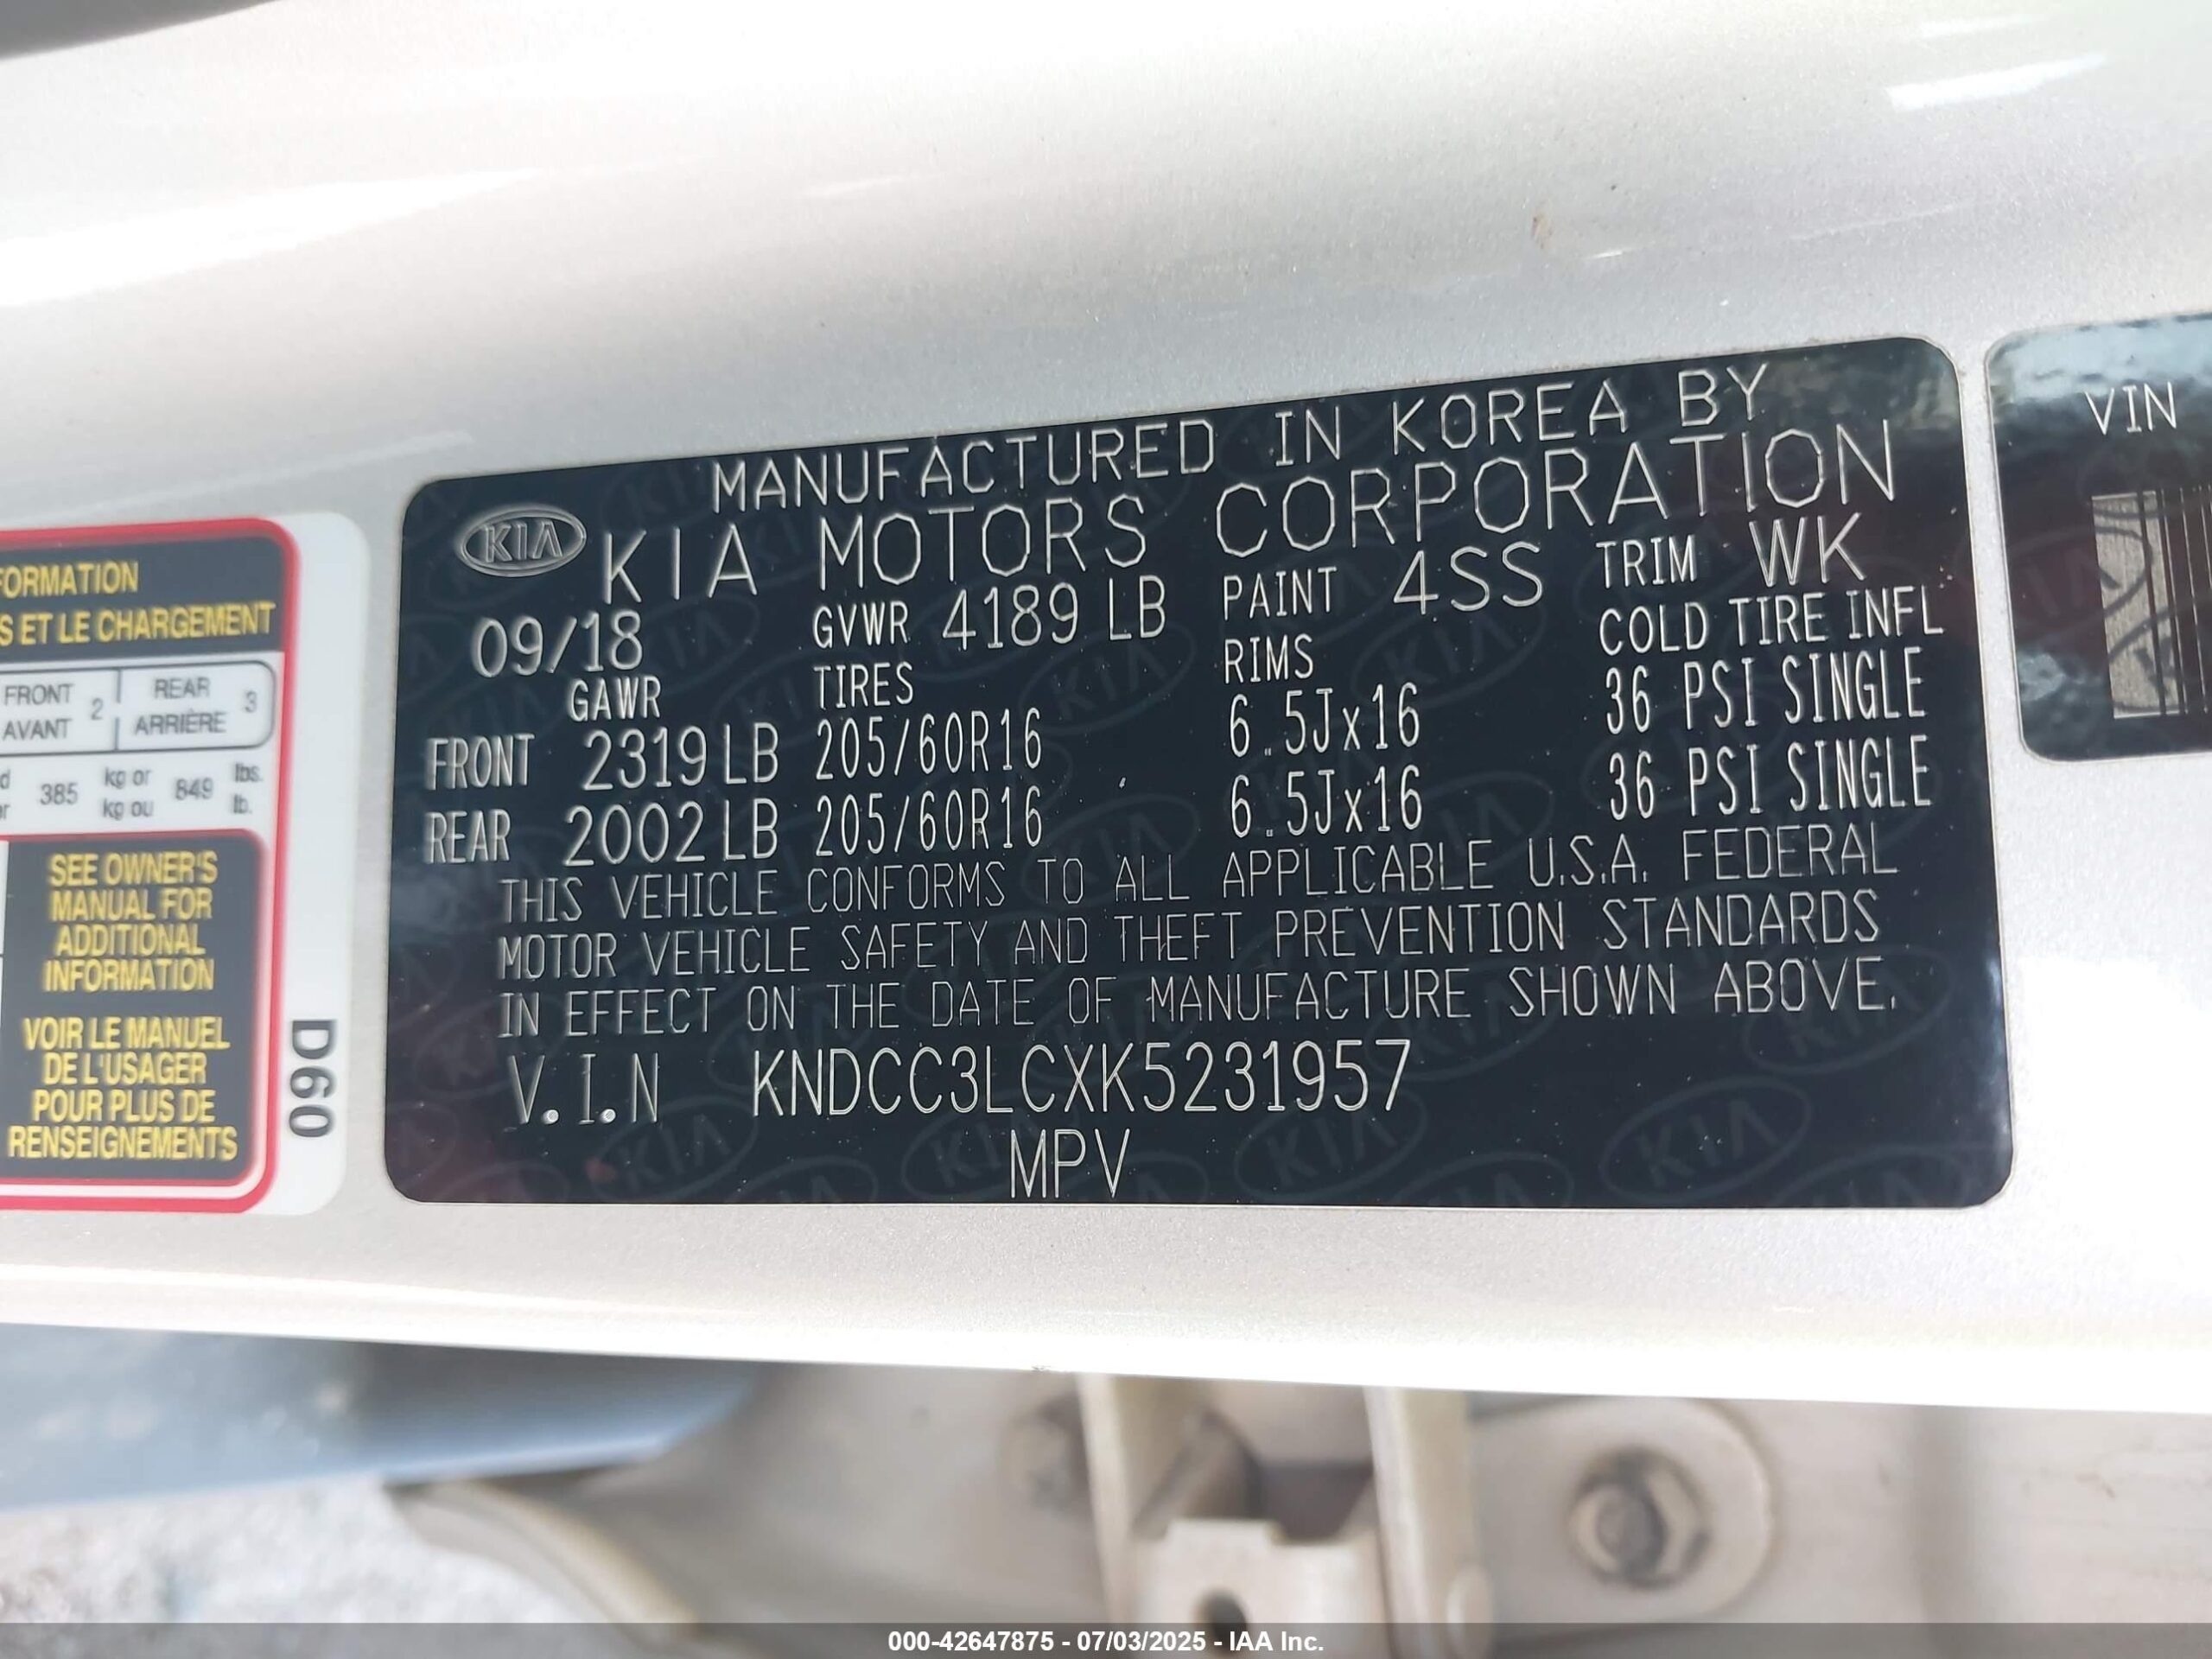 FORMATION
S ET LE CHARGEMENT
FRONT 2 REAR 3
AVANT ARRIÈRE
385 kg or 849 lbs.
kg ou lb.
SEE OWNER'S
MANUAL FOR
ADDITIONAL
INFORMATION
VOIR LE MANUEL
DE L'USAGER
POUR PLUS DE
RENSEIGNEMENTS
D60
MANUFACTURED IN KOREA BY
KIA KIA MOTORS CORPORATION
09/18 GVWR 4189 LB PAINT 4SS TRIM WK
GAWR TIRES RIMS COLD TIRE INFL
FRONT 2319 LB 205/60R16 6.5Jx16 36 PSI SINGLE
REAR 2002 LB 205/60R16 6.5Jx16 36 PSI SINGLE
THIS VEHICLE CONFORMS TO ALL APPLICABLE U.S.A. FEDERAL
MOTOR VEHICLE SAFETY AND THEFT PREVENTION STANDARDS
IN EFFECT ON THE DATE OF MANUFACTURE SHOWN ABOVE.
V.I.N KNDCC3LCXK5231957
MPV
VIN
000-42647875 - 07/03/2025 - IAA Inc.